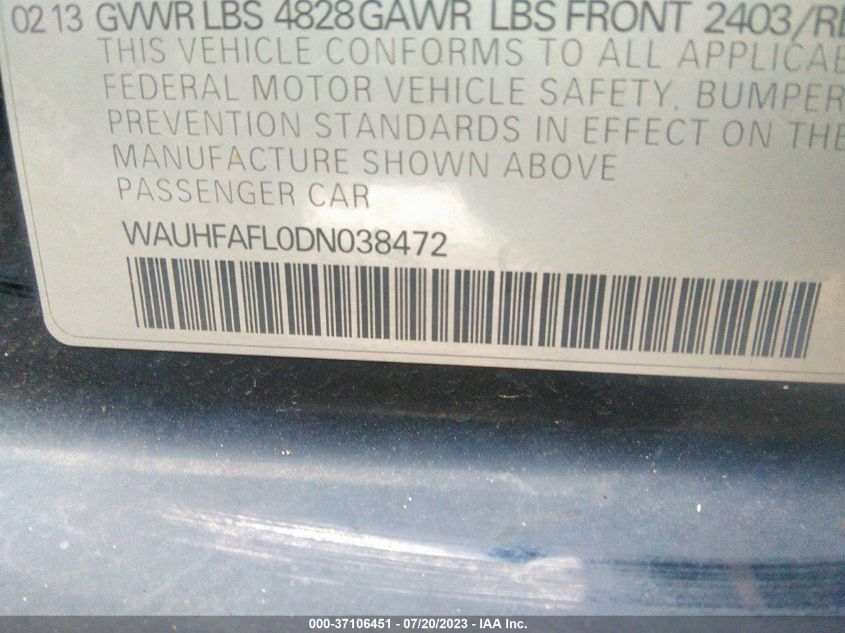 02 13 GVWR LBS 4828 GAWR LBS FRONT 2403/
THIS VEHICLE CONFORMS TO ALL
FEDERAL MOTOR VEHICLE SAFETY, BUMPER
PREVENTION STANDARDS IN EFFECT ON THE
MANUFACTURE SHOWN ABOVE
PASSENGER CAR
WAUHFAFL0DN038472
000-37106451 / 07/20/2023 - IAA Inc.